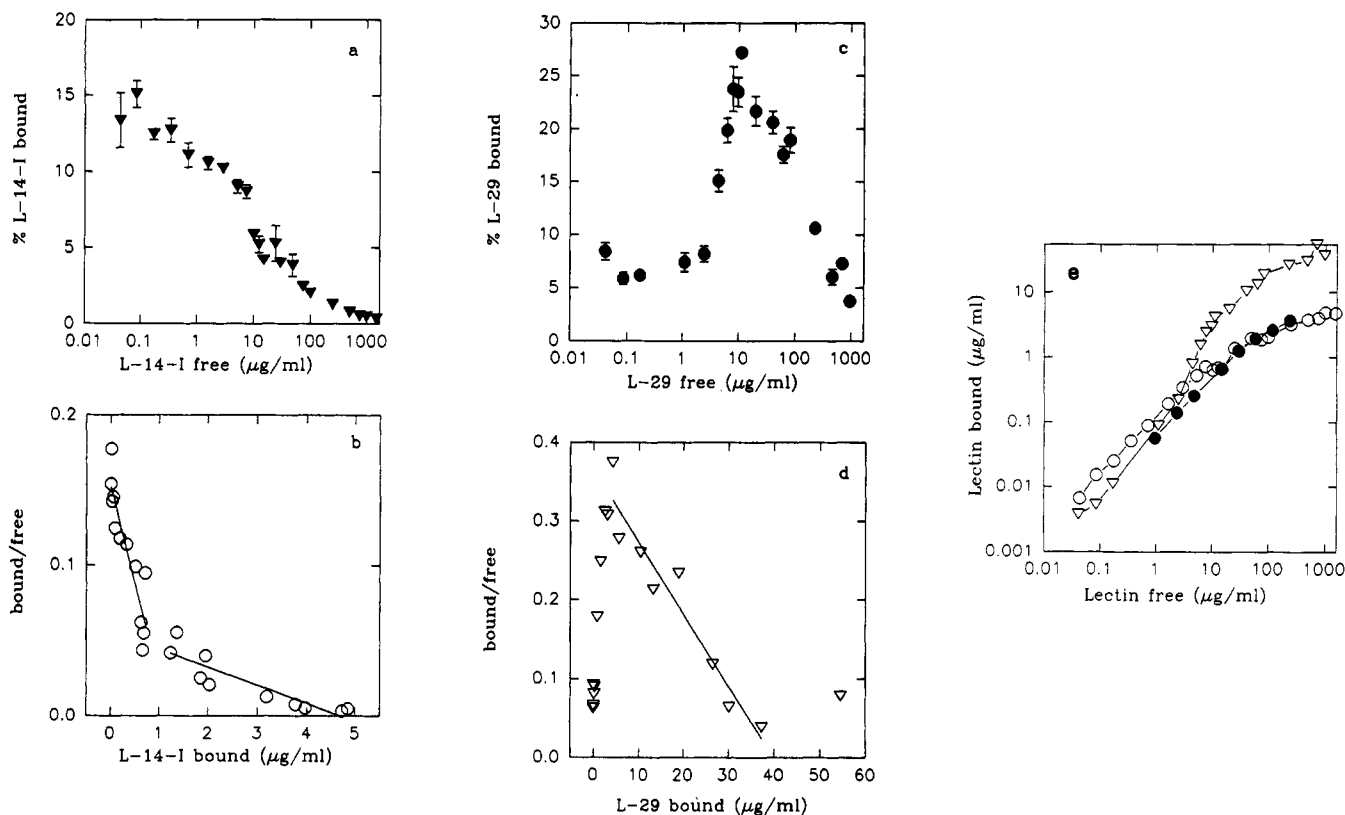 20
15
10
5
0
a
% L-14-I bound
0.01 0.1 1 10 100 1000
L-14-I free (μg/ml)
0.2
0.1
0.0
b
bound/free
0 1 2 3 4 5
L-14-I bound (μg/ml)
30
25
20
15
10
5
0
c
% L-29 bound
0.01 0.1 1 10 100 1000
L-29 free (μg/ml)
0.4
0.3
0.2
0.1
0.0
d
bound/free
0 10 20 30 40 50 60
L-29 bound (μg/ml)
e
10
1
0.1
0.01
0.001
Lectin bound (μg/ml)
0.01 0.1 1 10 100 1000
Lectin free (μg/ml)